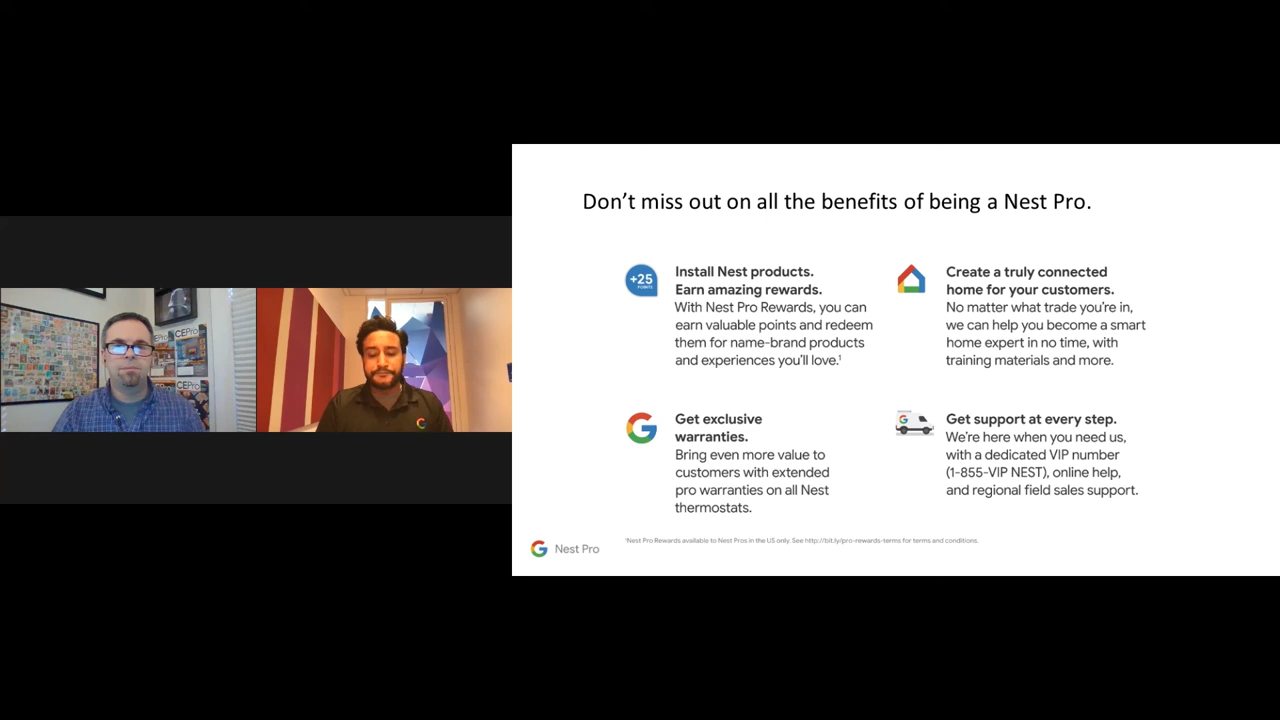 CEPro
CEPro
CEPro
Don’t miss out on all the benefits of being a Nest Pro.
+25
POINTS
Install Nest products.
Earn amazing rewards.
With Nest Pro Rewards, you can
earn valuable points and redeem
them for name-brand products
and experiences you’ll love.¹
Create a truly connected
home for your customers.
No matter what trade you’re in,
we can help you become a smart
home expert in no time, with
training materials and more.
Get exclusive
warranties.
Bring even more value to
customers with extended
pro warranties on all Nest
thermostats.
Get support at every step.
We’re here when you need us,
with a dedicated VIP number
(1-855-VIP NEST), online help,
and regional field sales support.
¹Nest Pro Rewards available to Nest Pros in the US only. See http://bit.ly/pro-rewards-terms for terms and conditions.
G Nest Pro